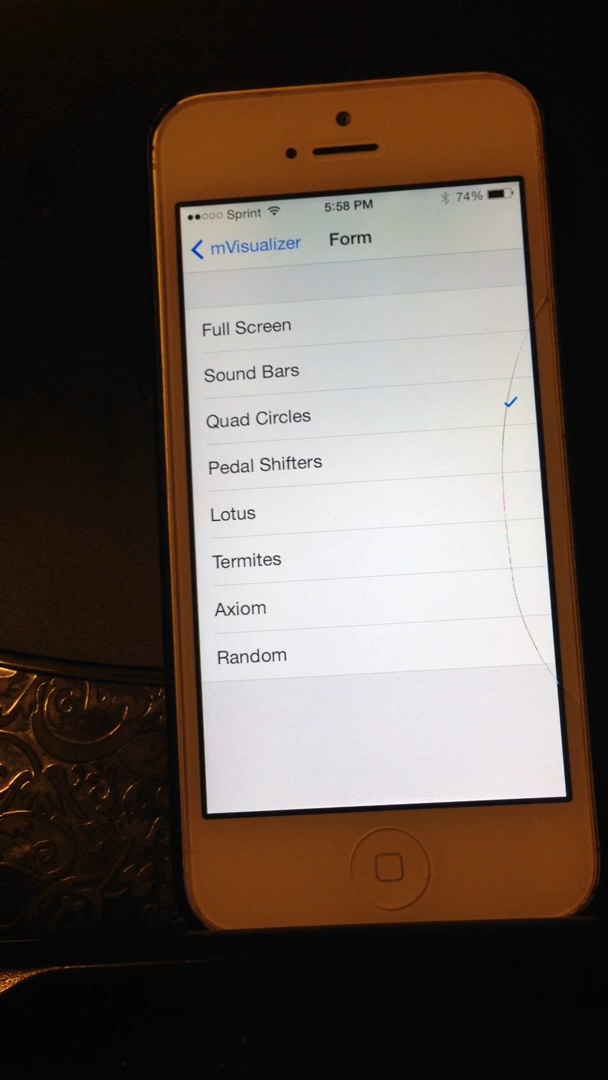 Sprint 5:58 PM 74%
mVisualizer Form
Full Screen
Sound Bars
Quad Circles
Pedal Shifters
Lotus
Termites
Axiom
Random